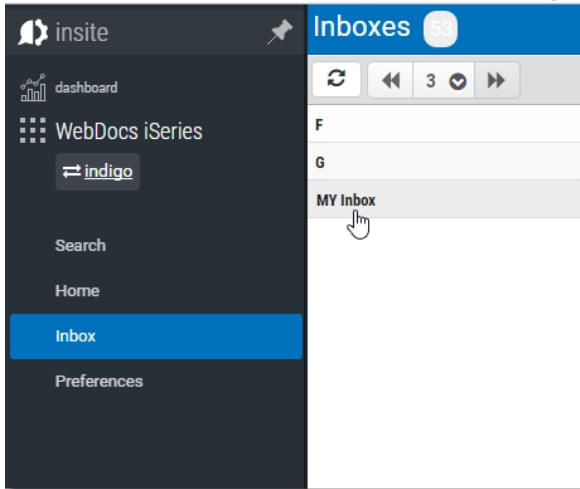 insite
dashboard
WebDocs iSeries
indigo
Search
Home
Inbox
Preferences
Inboxes 53
3
F
G
MY Inbox